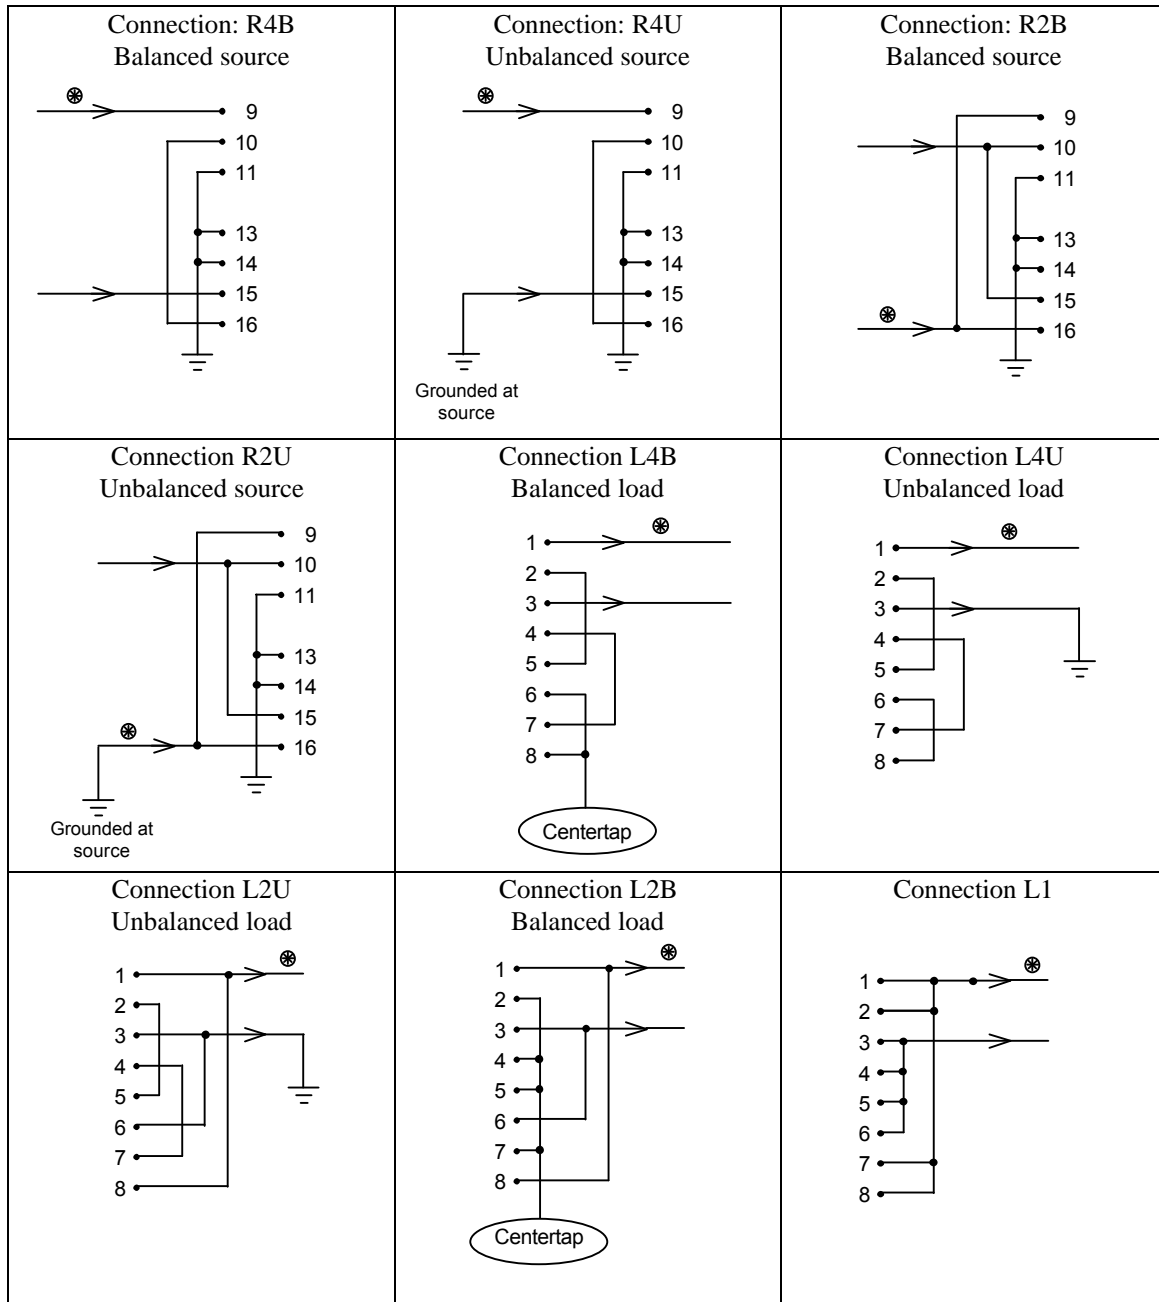 Connection: R4B
Balanced source
9
10
11
13
14
15
16
Connection: R4U
Unbalanced source
9
10
11
13
14
15
16
Grounded at
source
Connection: R2B
Balanced source
9
10
11
13
14
15
16
Connection R2U
Unbalanced source
9
10
11
13
14
15
16
Grounded at
source
Connection L4B
Balanced load
1
2
3
4
5
6
7
8
Centertap
Connection L4U
Unbalanced load
1
2
3
4
5
6
7
8
Connection L2U
Unbalanced load
1
2
3
4
5
6
7
8
Connection L2B
Balanced load
1
2
3
4
5
6
7
8
Centertap
Connection L1
1
2
3
4
5
6
7
8